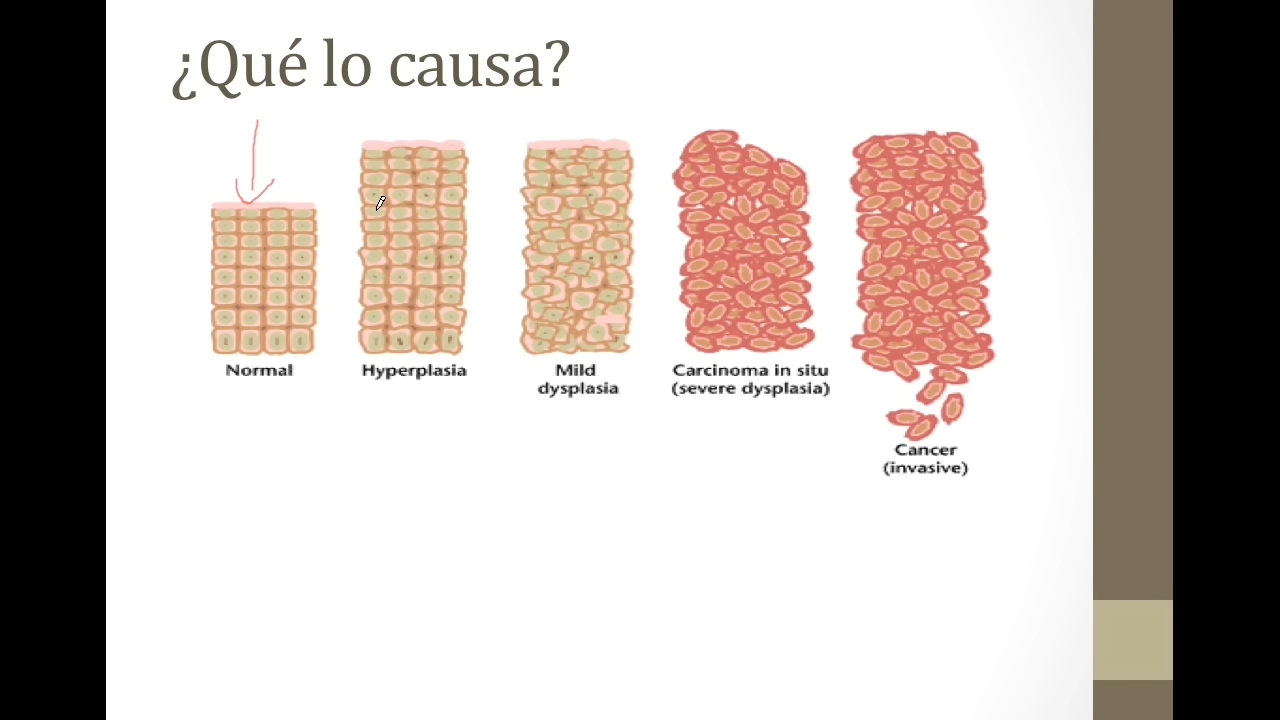 ¿Qué lo causa?
Normal
Hyperplasia
Mild
dysplasia
Carcinoma in situ
(severe dysplasia)
Cancer
(invasive)